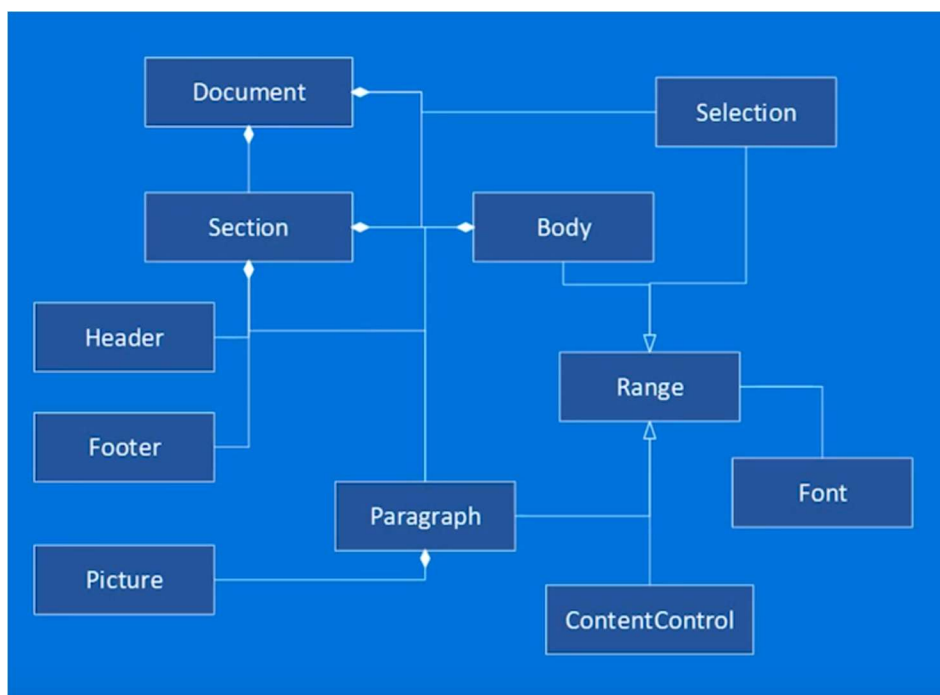 Document
Selection
Section
Body
Header
Range
Footer
Font
Paragraph
Picture
ContentControl